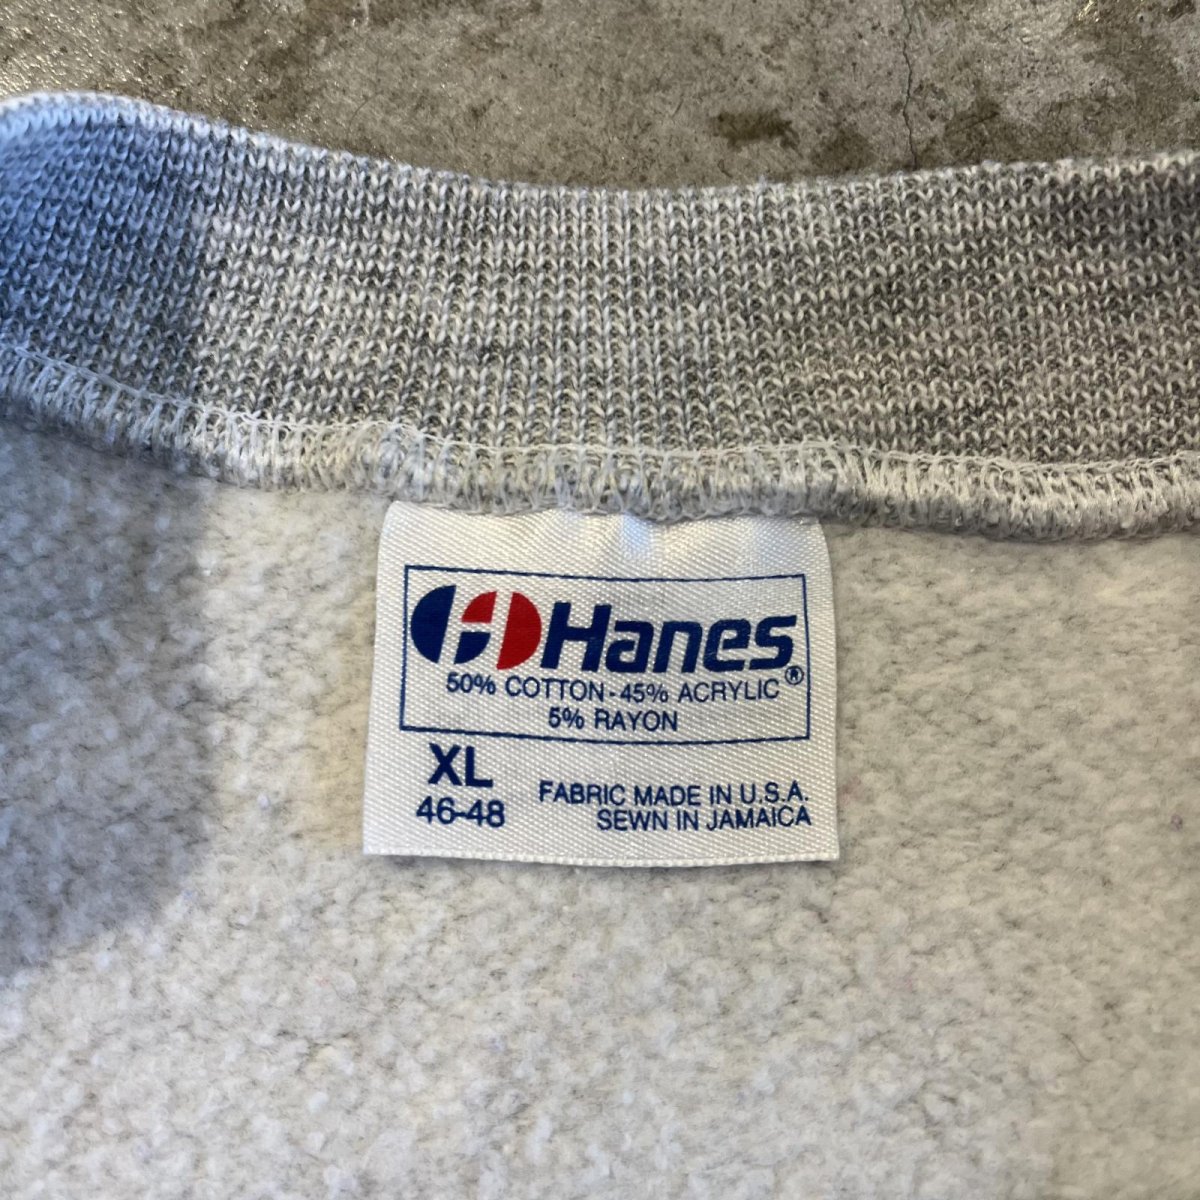 Hanes®
50% COTTON · 45% ACRYLIC
5% RAYON
XL
46-48
FABRIC MADE IN U.S.A.
SEWN IN JAMAICA